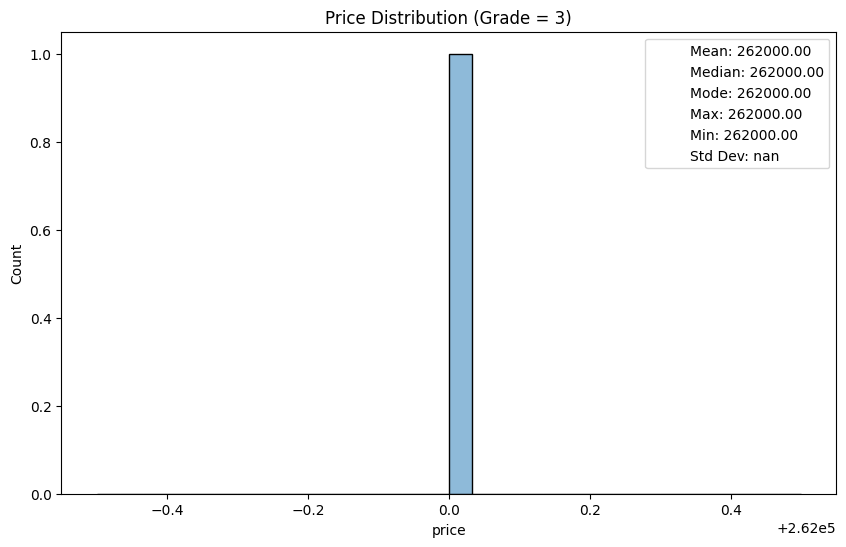 Price Distribution (Grade = 3)
Mean: 262000.00
Median: 262000.00
Mode: 262000.00
Max: 262000.00
Min: 262000.00
Std Dev: nan
1.0
0.8
0.6
0.4
0.2
0.0
Count
−0.4 −0.2 0.0 0.2 0.4
+2.62e5
price